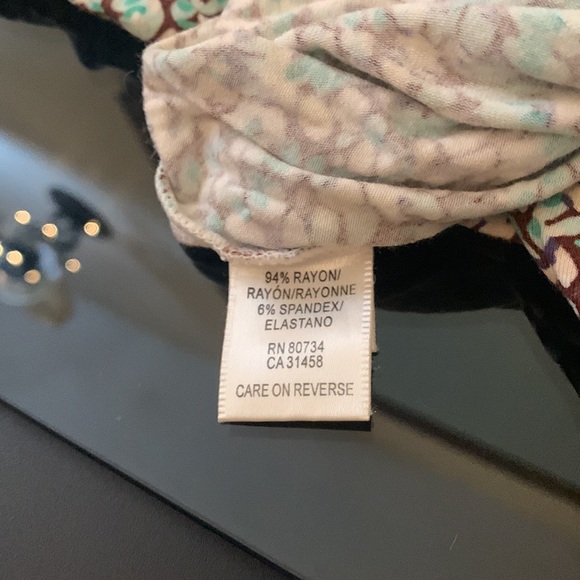 94% RAYON/
RAYÓN/RAYONNE
6% SPANDEX/
ELASTANO
RN 80734
CA 31458
CARE ON REVERSE